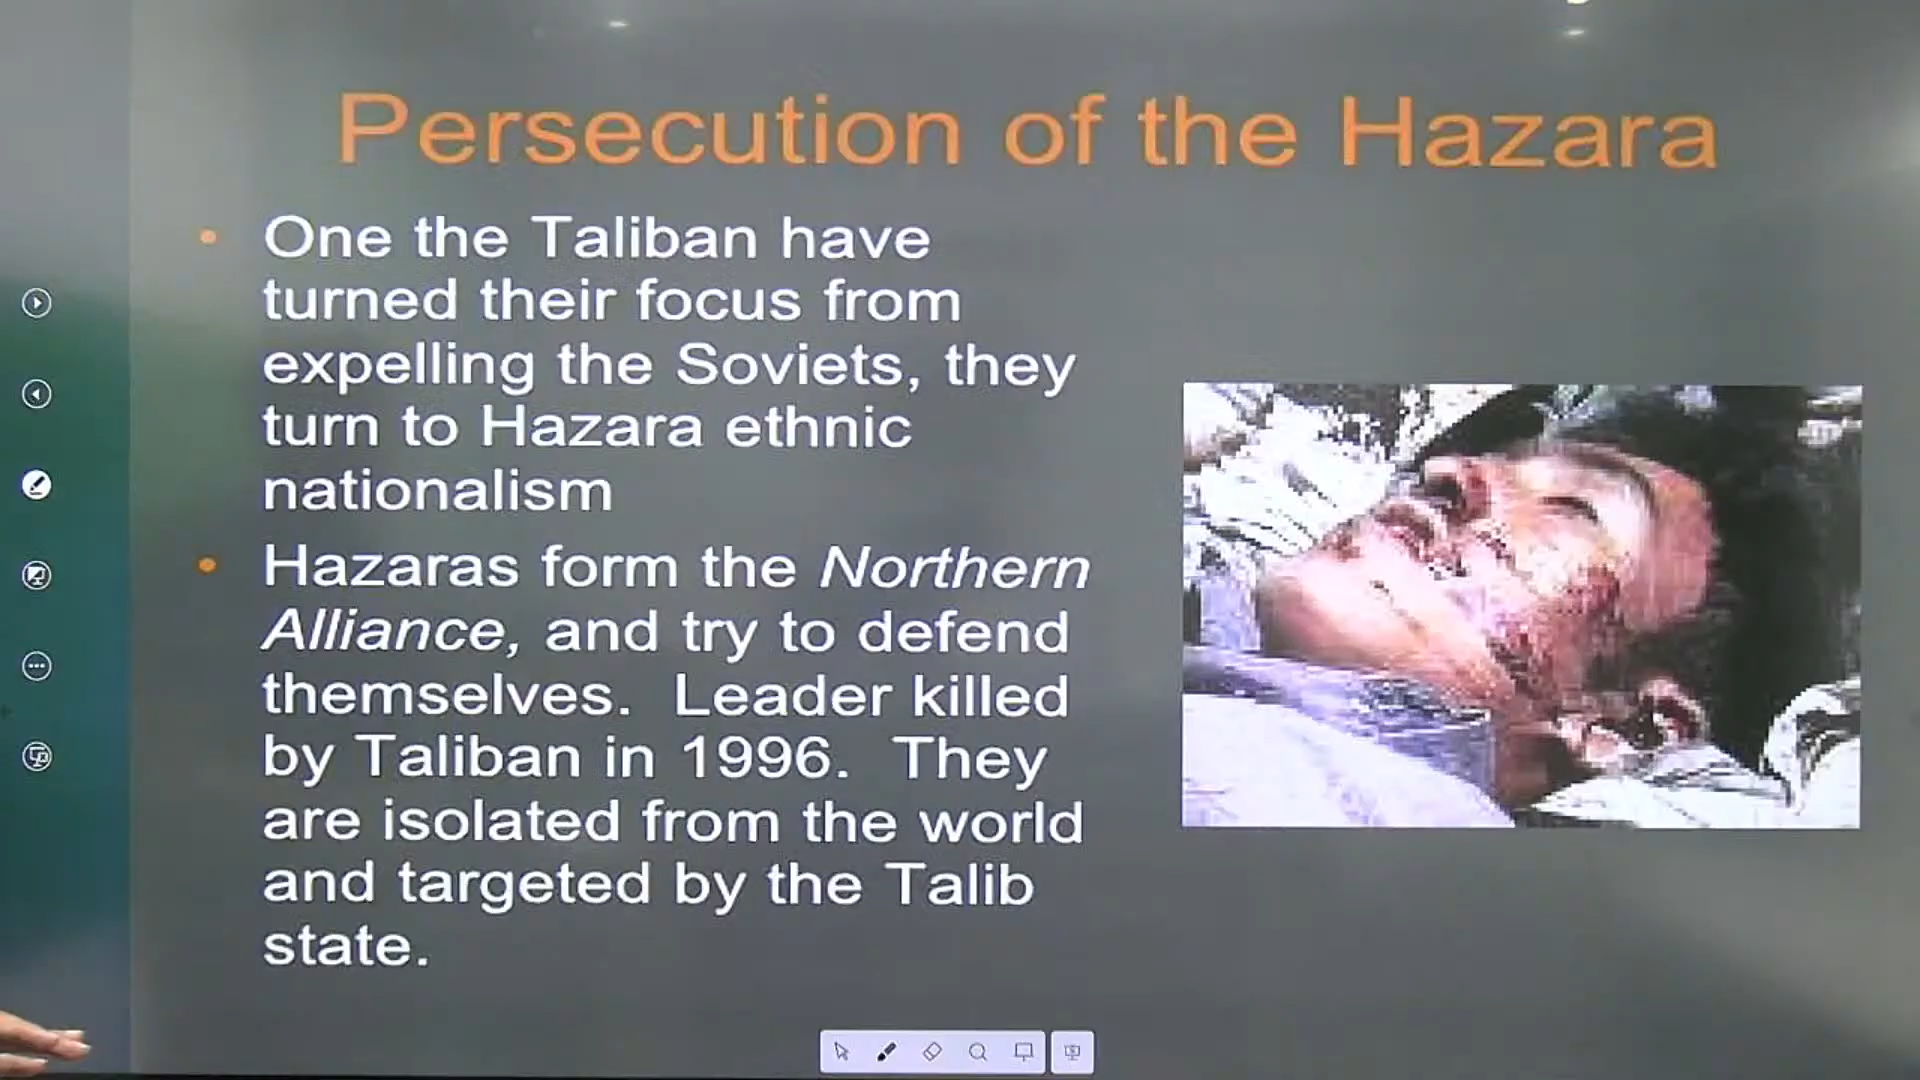 Persecution of the Hazara
• One the Taliban have
turned their focus from
expelling the Soviets, they
turn to Hazara ethnic
nationalism
• Hazaras form the Northern
Alliance, and try to defend
themselves.  Leader killed
by Taliban in 1996.  They
are isolated from the world
and targeted by the Talib
state.